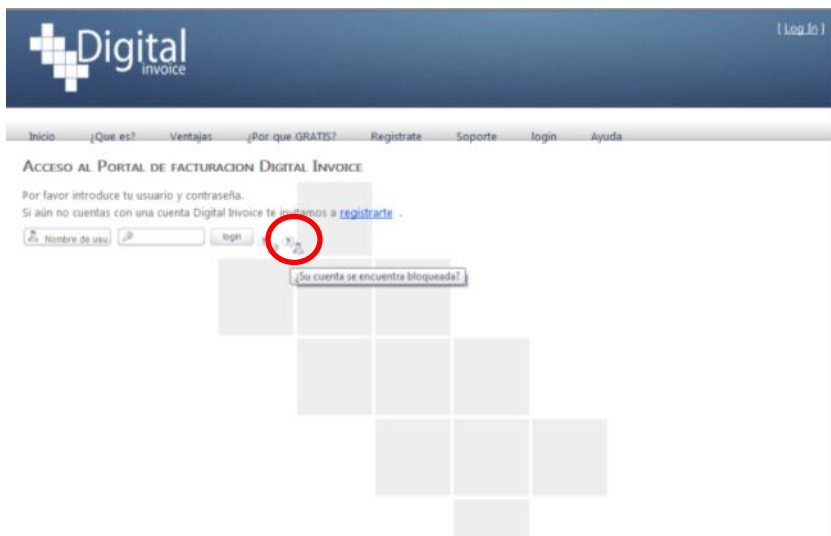 [ Log In ]
Digital
invoice
Inicio ¿Que es? Ventajas ¿Por que GRATIS? Registrate Soporte login Ayuda
ACCESO AL PORTAL DE FACTURACION DIGITAL INVOICE
Por favor introduce tu usuario y contraseña.
Si aún no cuentas con una cuenta Digital Invoice te invitamos a registrarte .
Nombre de usu login
¿Su cuenta se encuentra bloqueada?